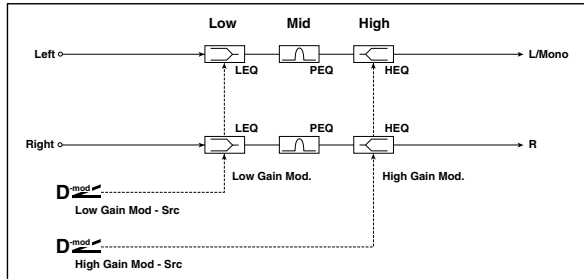 Low Mid High
Left L/Mono
LEQ PEQ HEQ
LEQ PEQ HEQ
Right R
D-mod Low Gain Mod. High Gain Mod.
Low Gain Mod - Src
D-mod
High Gain Mod - Src